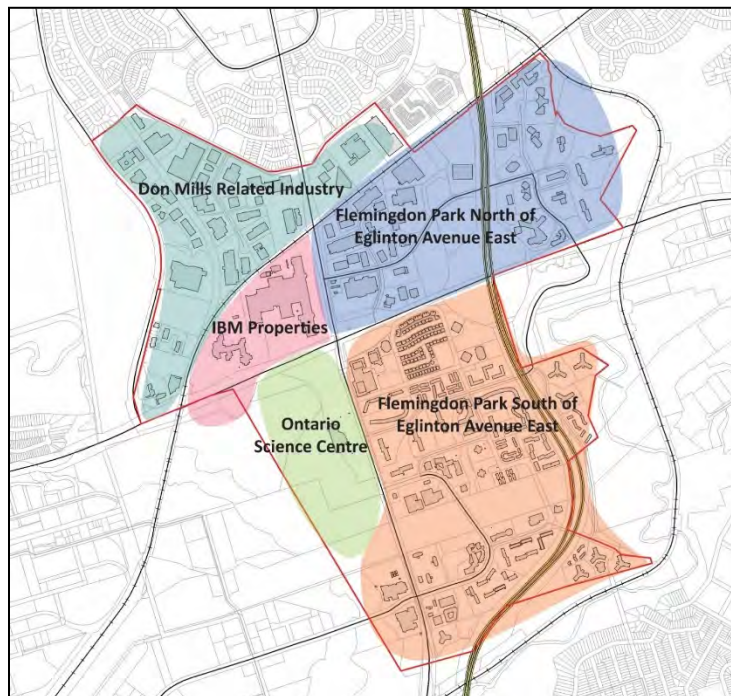 Don Mills Related Industry
Flemingdon Park North of
Eglinton Avenue East
IBM Properties
Ontario
Science Centre
Flemingdon Park South of
Eglinton Avenue East